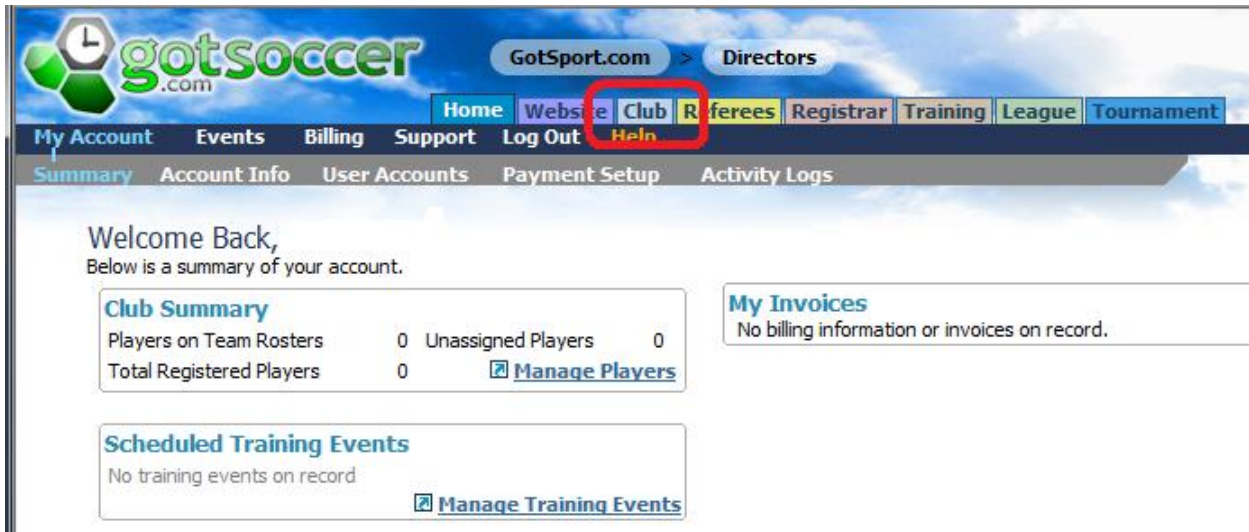 gotsoccer
.com
GotSport.com > Directors
Home Website Club Referees Registrar Training League Tournament
My Account Events Billing Support Log Out Help
Summary Account Info User Accounts Payment Setup Activity Logs
Welcome Back,
Below is a summary of your account.
Club Summary
Players on Team Rosters 0 Unassigned Players 0
Total Registered Players 0 Manage Players
My Invoices
No billing information or invoices on record.
Scheduled Training Events
No training events on record
Manage Training Events